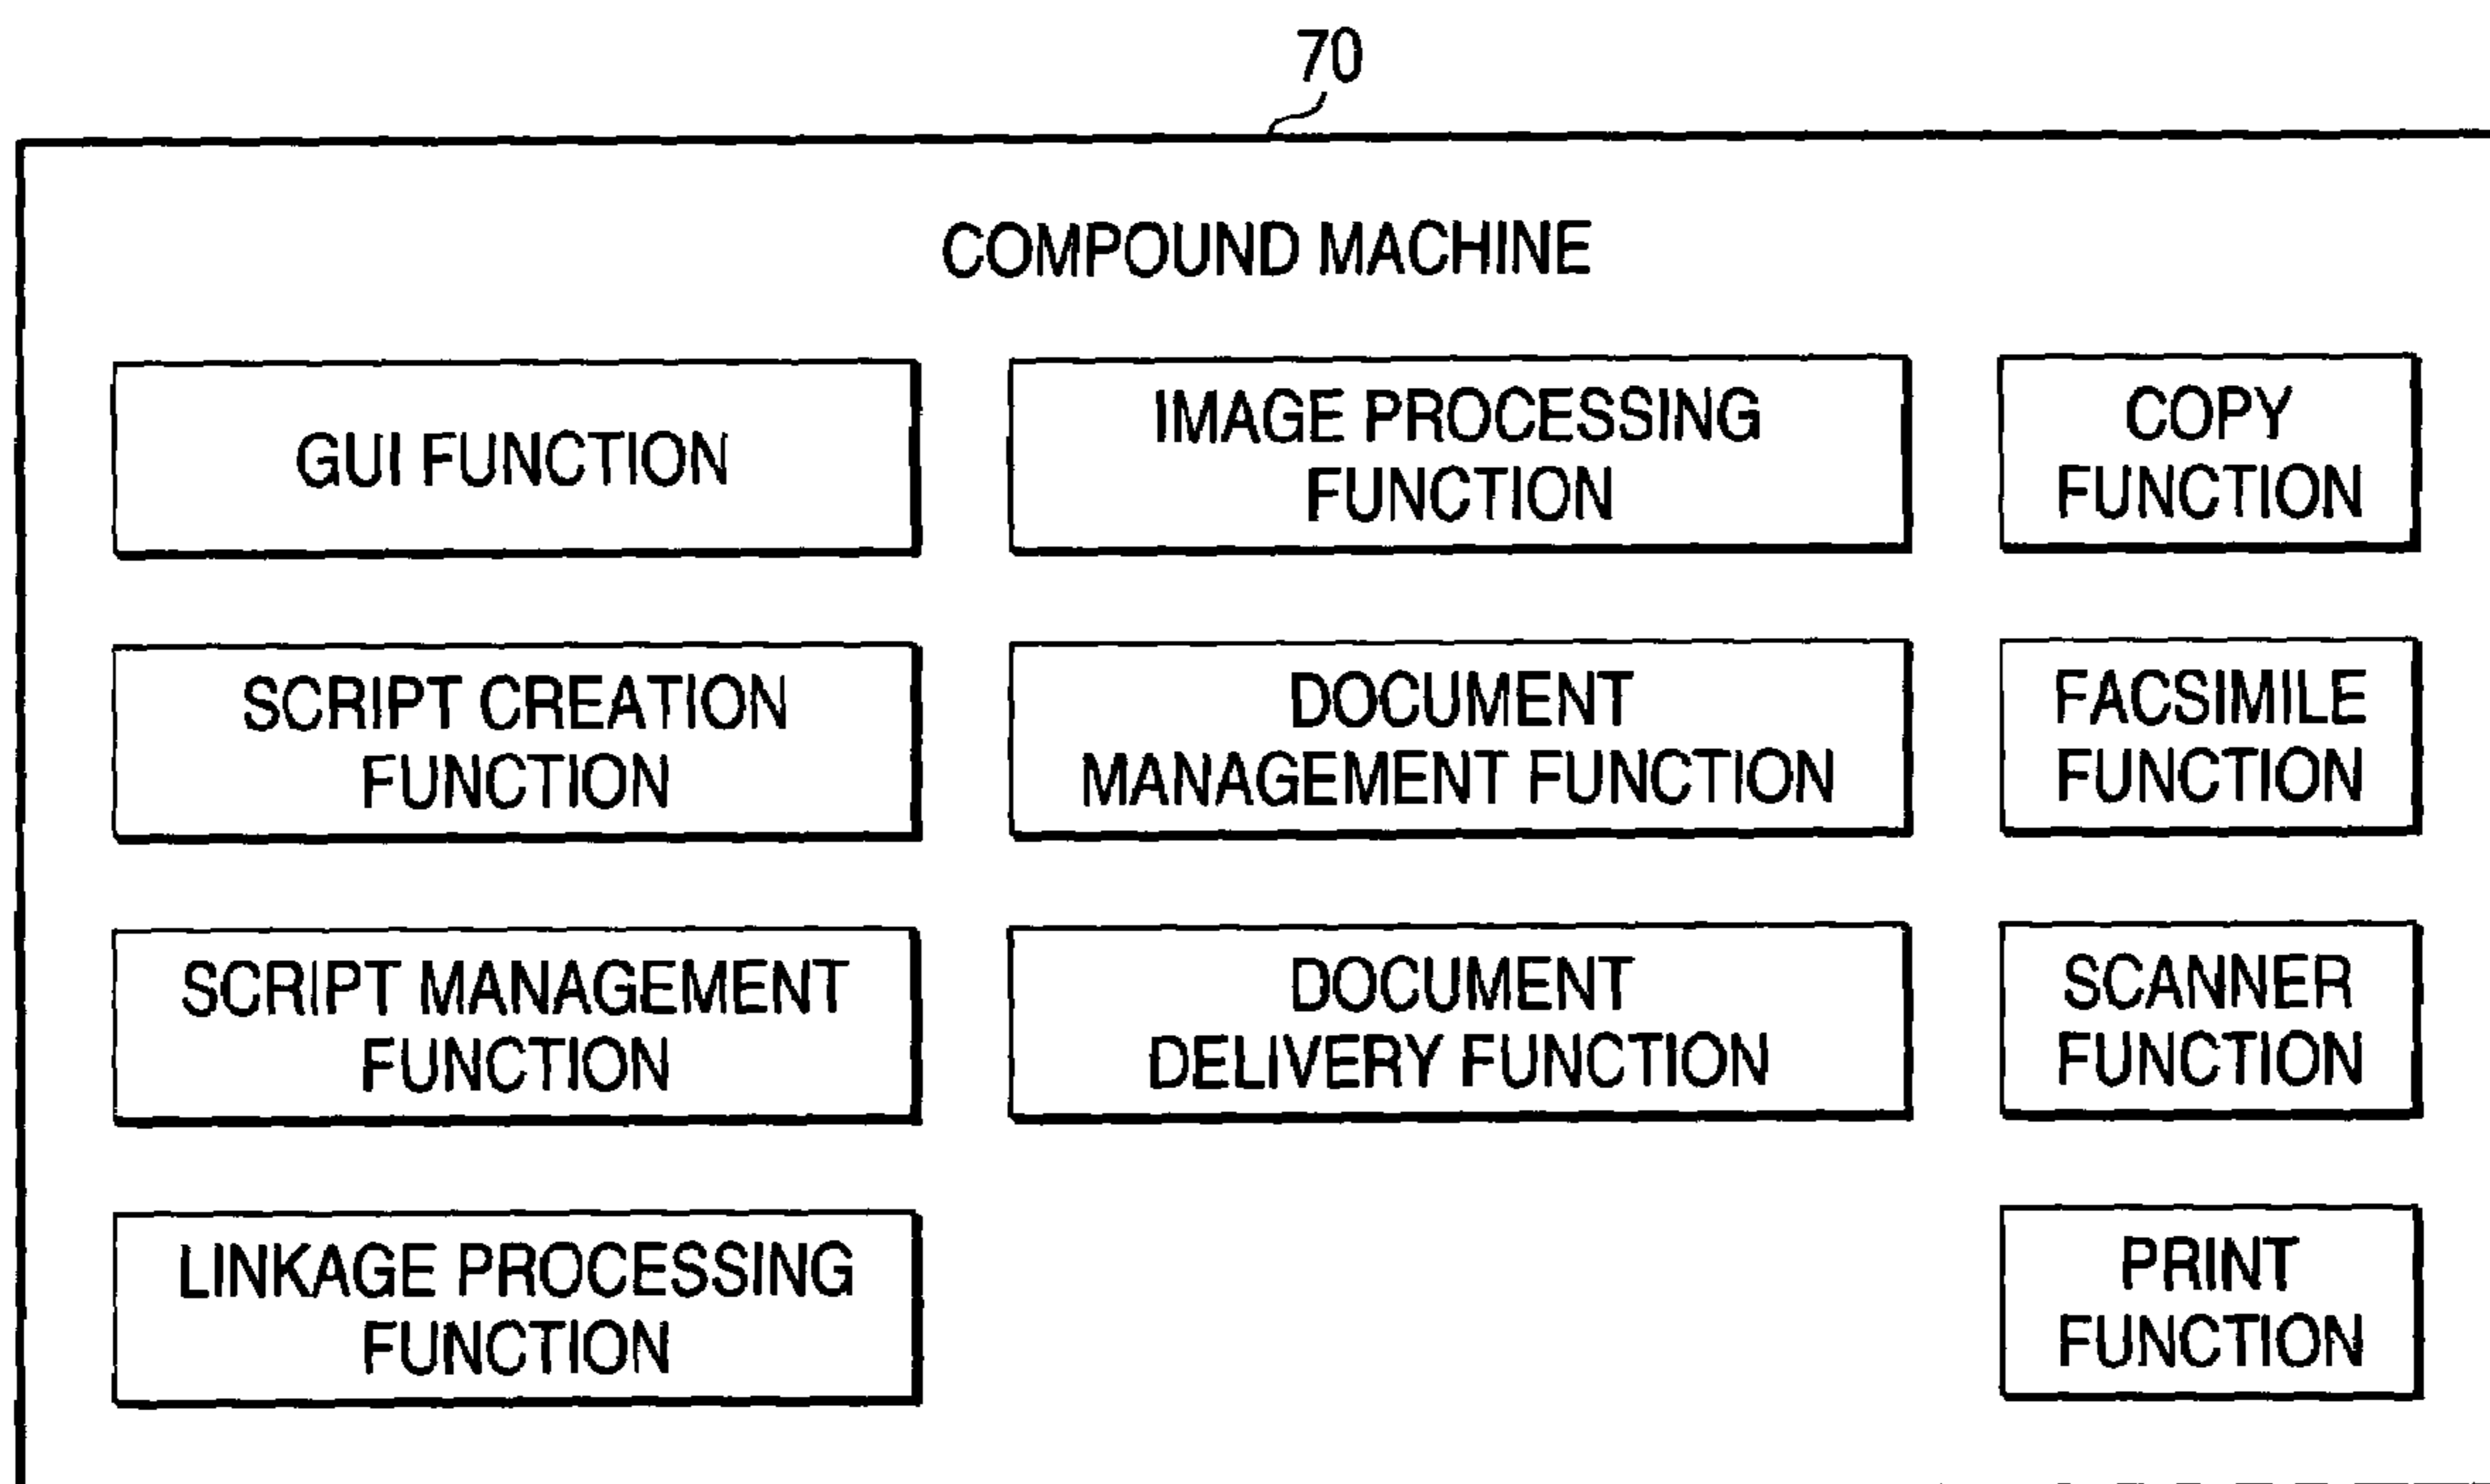 70
COMPOUND MACHINE
GUI FUNCTION
IMAGE PROCESSING
FUNCTION
COPY
FUNCTION
SCRIPT CREATION
FUNCTION
DOCUMENT
MANAGEMENT FUNCTION
FACSIMILE
FUNCTION
SCRIPT MANAGEMENT
FUNCTION
DOCUMENT
DELIVERY FUNCTION
SCANNER
FUNCTION
LINKAGE PROCESSING
FUNCTION
PRINT
FUNCTION